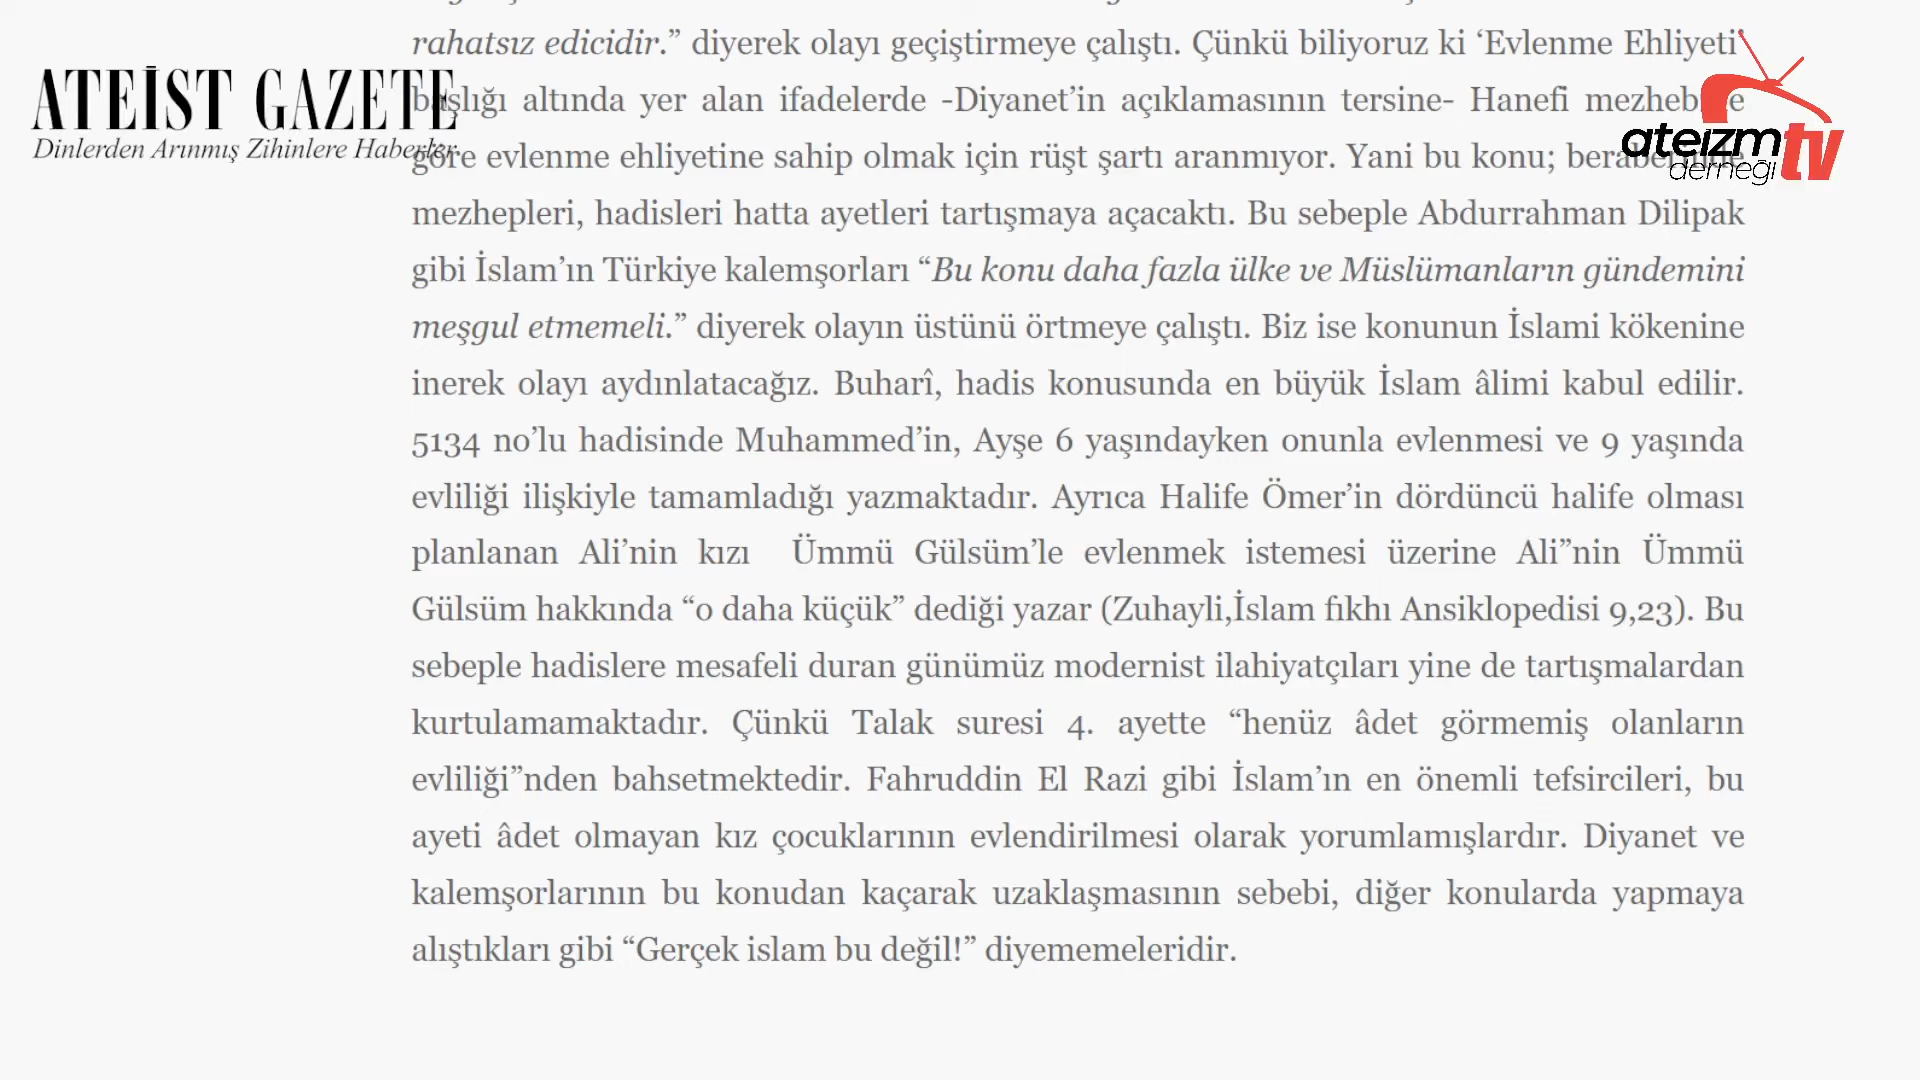 rahatsız edicidir.” diyerek olayı geçiştirmeye çalıştı. Çünkü biliyoruz ki ‘Evlenme Ehliyeti’
ATEİST GAZETE
Dinlerden Arınmış Zihinlere Haberler.
başlığı altında yer alan ifadelerde -Diyanet’in açıklamasının tersine- Hanefi mezhebine
ateizm tv
derneği
göre evlenme ehliyetine sahip olmak için rüşt şartı aranmıyor. Yani bu konu; beraberinde
mezhepleri, hadisleri hatta ayetleri tartışmaya açacaktı. Bu sebeple Abdurrahman Dilipak
gibi İslam’ın Türkiye kalemşorları “Bu konu daha fazla ülke ve Müslümanların gündemini
meşgul etmemeli.” diyerek olayın üstünü örtmeye çalıştı. Biz ise konunun İslami kökenine
inerek olayı aydınlatacağız. Buharî, hadis konusunda en büyük İslam âlimi kabul edilir.
5134 no’lu hadisinde Muhammed’in, Ayşe 6 yaşındayken onunla evlenmesi ve 9 yaşında
evliliği ilişkiyle tamamladığı yazmaktadır. Ayrıca Halife Ömer’in dördüncü halife olması
planlanan Ali’nin kızı Ümmü Gülsüm’le evlenmek istemesi üzerine Ali”nin Ümmü
Gülsüm hakkında “o daha küçük” dediği yazar (Zuhayli,İslam fıkhı Ansiklopedisi 9,23). Bu
sebeple hadislere mesafeli duran günümüz modernist ilahiyatçıları yine de tartışmalardan
kurtulamamaktadır. Çünkü Talak suresi 4. ayette “henüz âdet görmemiş olanların
evliliği”nden bahsetmektedir. Fahruddin El Razi gibi İslam’ın en önemli tefsircileri, bu
ayeti âdet olmayan kız çocuklarının evlendirilmesi olarak yorumlamışlardır. Diyanet ve
kalemşorlarının bu konudan kaçarak uzaklaşmasının sebebi, diğer konularda yapmaya
alıştıkları gibi “Gerçek islam bu değil!” diyememeleridir.